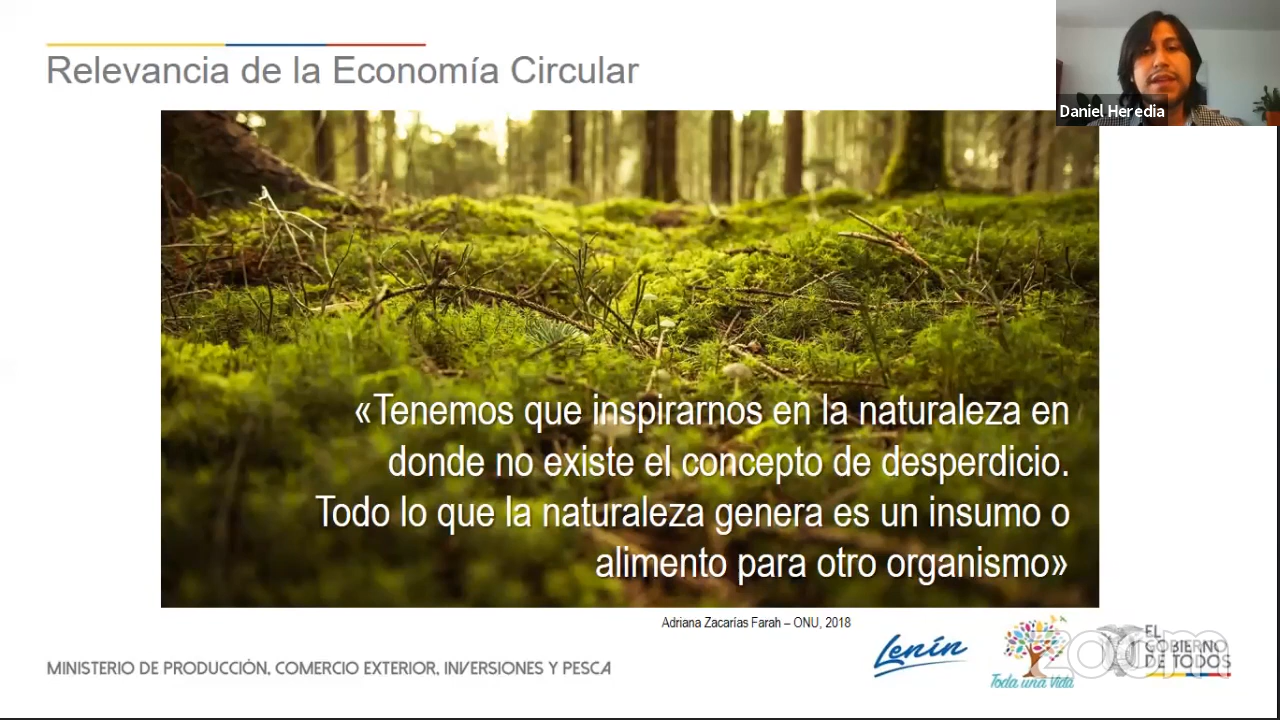 Relevancia de la Economía Circular
Daniel Heredia
«Tenemos que inspirarnos en la naturaleza en
donde no existe el concepto de desperdicio.
Todo lo que la naturaleza genera es un insumo o
alimento para otro organismo»
Adriana Zacarías Farah – ONU, 2018
MINISTERIO DE PRODUCCIÓN, COMERCIO EXTERIOR, INVERSIONES Y PESCA
Lenín
Toda una Vida
EL
GOBIERNO
DE TODOS
zoom